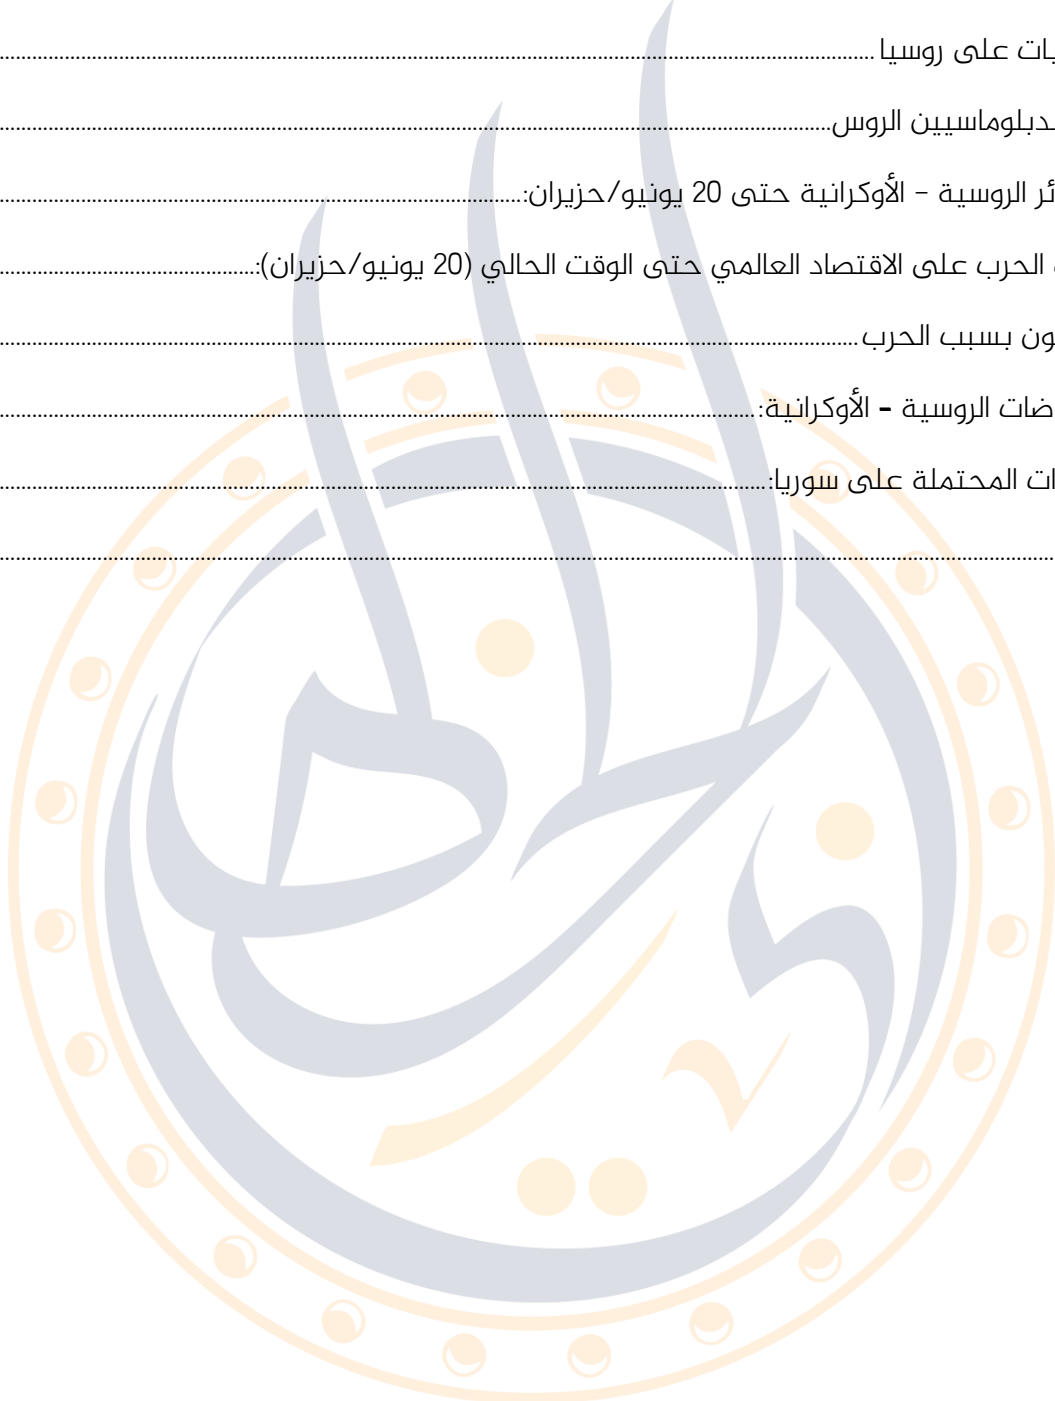 يات على روسيا
دبلوماسيين الروس
ئر الروسية – الأوكرانية حتى 20 يونيو/حزيران:
الحرب على الاقتصاد العالمي حتى الوقت الحالي (20 يونيو/حزيران):
ون بسبب الحرب
ضات الروسية – الأوكرانية:
ات المحتملة على سوريا: